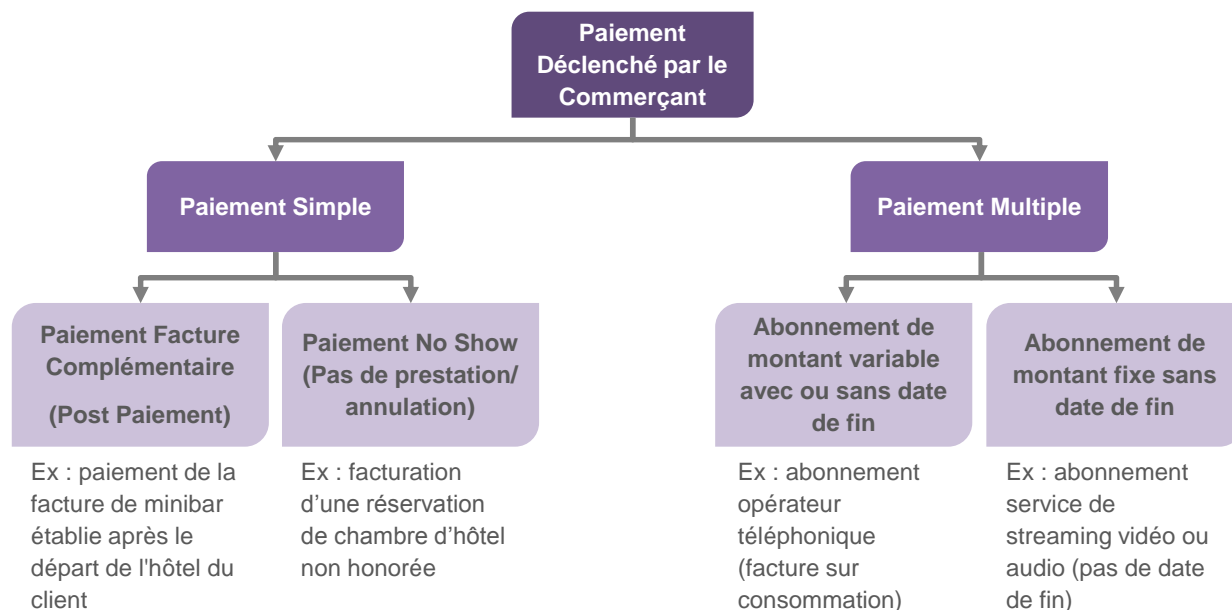 Paiement
Déclenché par le
Commerçant
Paiement Simple
Paiement Multiple
Paiement Facture
Complémentaire
(Post Paiement)
Paiement No Show
(Pas de prestation/
annulation)
Abonnement de
montant variable
avec ou sans date
de fin
Abonnement de
montant fixe sans
date de fin
Ex : paiement de la
facture de minibar
établie après le
départ de l'hôtel du
client
Ex : facturation
d’une réservation
de chambre d’hôtel
non honorée
Ex : abonnement
opérateur
téléphonique
(facture sur
consommation)
Ex : abonnement
service de
streaming vidéo ou
audio (pas de date
de fin)